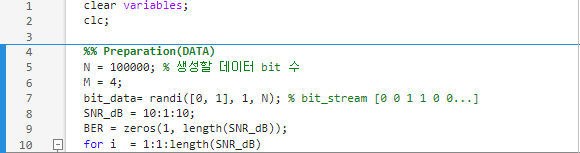 1 clear variables;
2 clc;
3
4 %% Preparation(DATA)
5 N = 100000; % 생성할 데이터 bit 수
6 M = 4;
7 bit_data= randi([0, 1], 1, N); % bit_stream [0 0 1 1 0 0...]
8 SNR_dB = 10:1:10;
9 BER = zeros(1, length(SNR_dB));
10 for i = 1:1:length(SNR_dB)